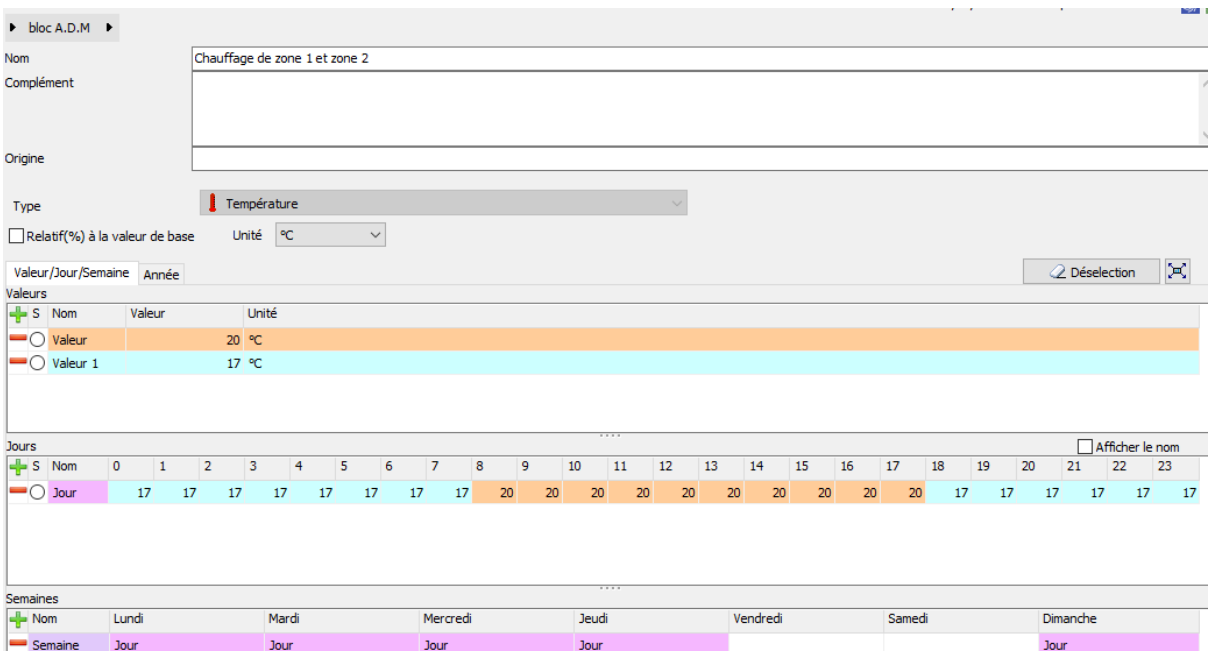 bloc A.D.M
Nom Chauffage de zone 1 et zone 2
Complément
Origine
Type Température
Relatif(%) à la valeur de base Unité °C
Valeur/Jour/Semaine Année Déselection
Valeurs
S Nom Valeur Unité
Valeur 20 °C
Valeur 1 17 °C
Jours Afficher le nom
S Nom 0 1 2 3 4 5 6 7 8 9 10 11 12 13 14 15 16 17 18 19 20 21 22 23
Jour 17 17 17 17 17 17 17 17 20 20 20 20 20 20 20 20 20 20 17 17 17 17 17 17
Semaines
Nom Lundi Mardi Mercredi Jeudi Vendredi Samedi Dimanche
Semaine Jour Jour Jour Jour Jour